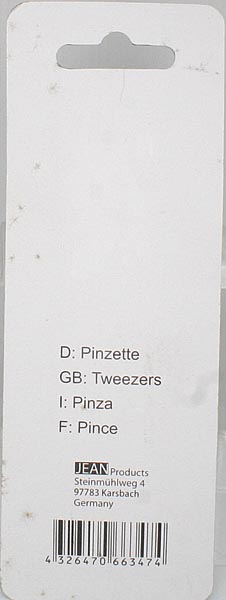 D: Pinzette
GB: Tweezers
I: Pinza
F: Pince
JEAN Products
Steinmühlweg 4
97783 Karsbach
Germany
4 326470 663474